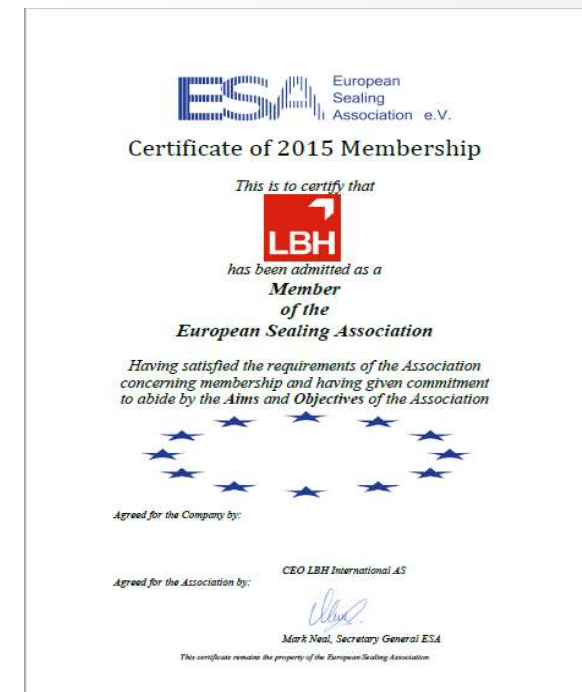 ESA
European
Sealing
Association e.V.
Certificate of 2015 Membership
This is to certify that
LBH
has been admitted as a
Member
of the
European Sealing Association
Having satisfied the requirements of the Association
concerning membership and having given commitment
to abide by the Aims and Objectives of the Association
Agreed for the Company by:
CEO LBH International AS
Agreed for the Association by:
Mark Neal, Secretary General ESA
This certificate remains the property of the European Sealing Association